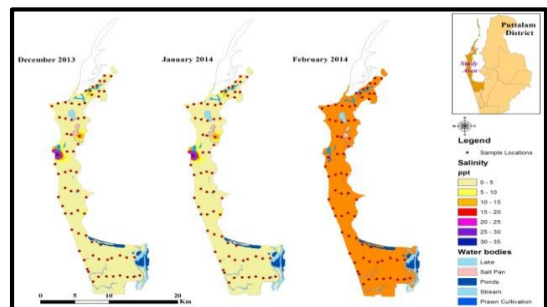 Puttalam
District
Study
Area
December 2013
January 2014
February 2014
Legend
Sample Locations
Salinity
ppt
0 - 5
5 - 10
10 - 15
15 - 20
20 - 25
25 - 30
30 - 35
Water bodies
Lake
Salt Pan
Ponds
Stream
Prawn Cultivation
0 5 10 20
Km